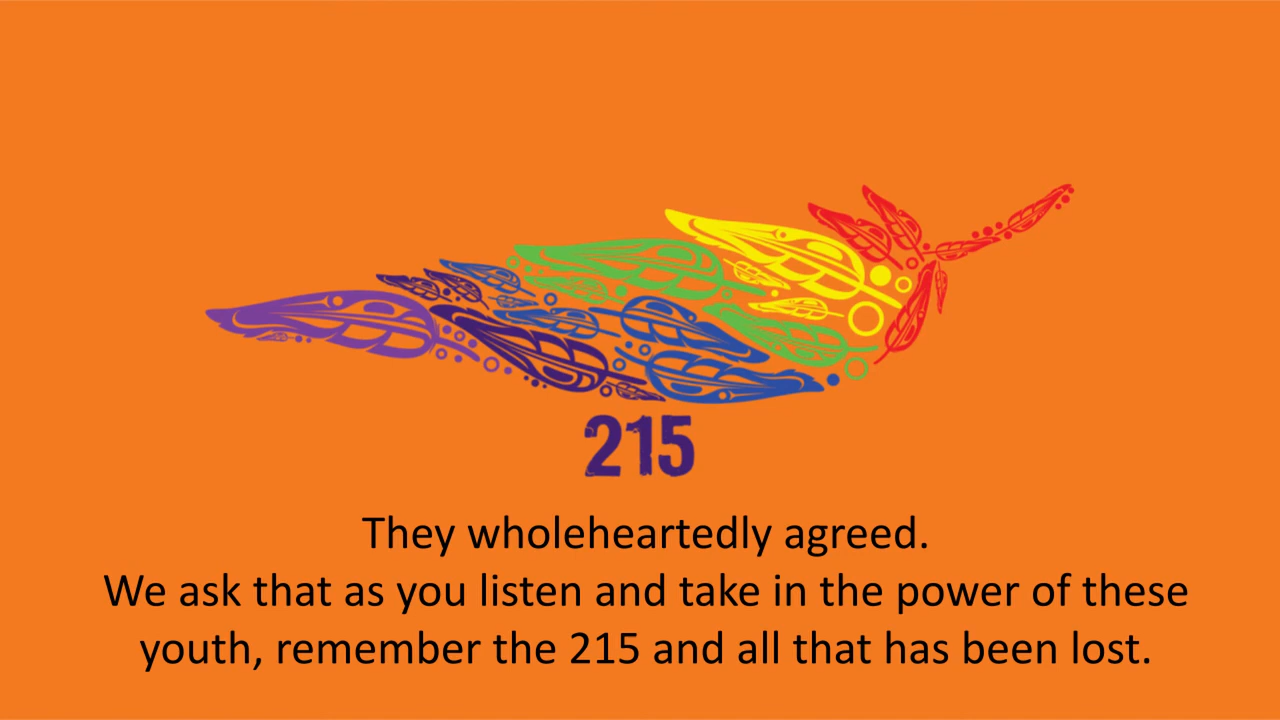 215
They wholeheartedly agreed.
We ask that as you listen and take in the power of these
youth, remember the 215 and all that has been lost.